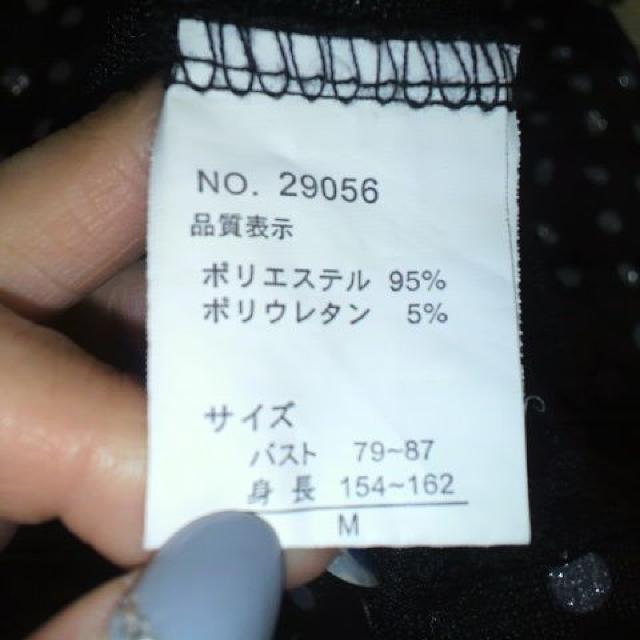 NO. 29056
品質表示
ポリエステル 95%
ポリウレタン 5%
サイズ
バスト 79~87
身長 154~162
M